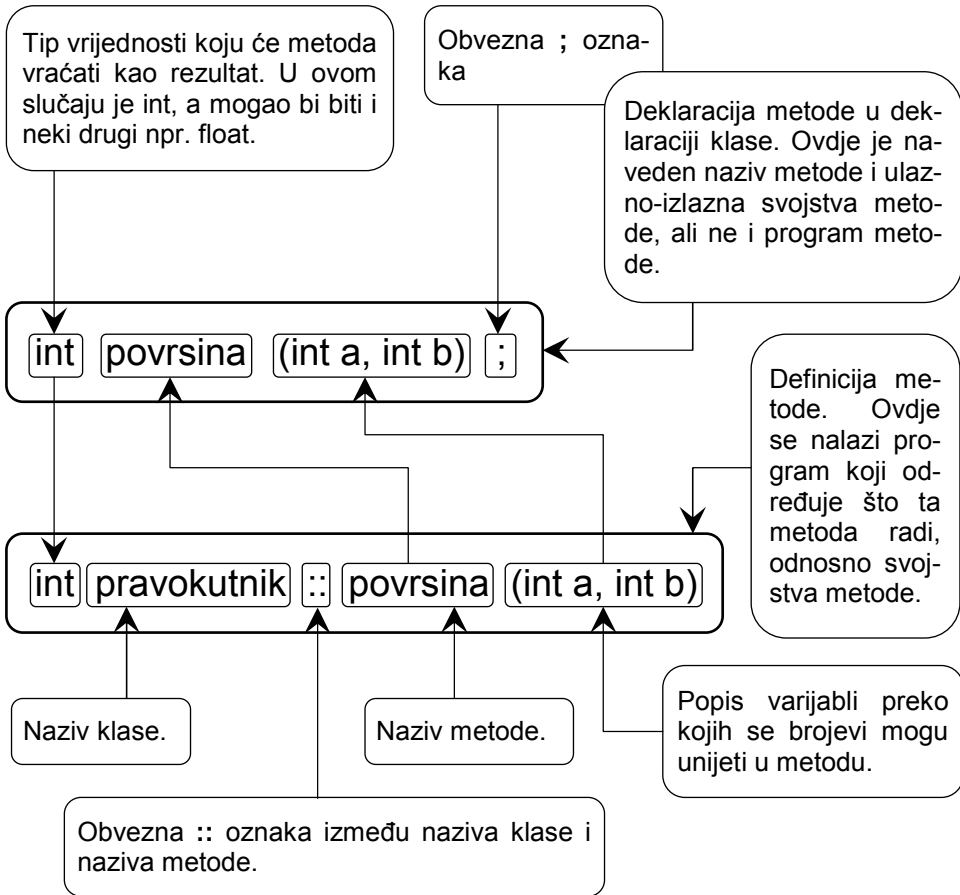 Tip vrijednosti koju će metoda
vraćati kao rezultat. U ovom
slučaju je int, a mogao bi biti i
neki drugi npr. float.
Obvezna ; ozna-
ka
Deklaracija metode u dek-
laraciji klase. Ovdje je na-
veden naziv metode i ulaz-
no-izlazna svojstva meto-
de, ali ne i program meto-
de.
int povrsina (int a, int b) ;
Definicija me-
tode. Ovdje
se nalazi pro-
gram koji od-
ređuje što ta
metoda radi,
odnosno svoj-
stva metode.
int pravokutnik :: povrsina (int a, int b)
Naziv klase.
Naziv metode.
Popis varijabli preko
kojih se brojevi mogu
unijeti u metodu.
Obvezna :: oznaka između naziva klase i
naziva metode.